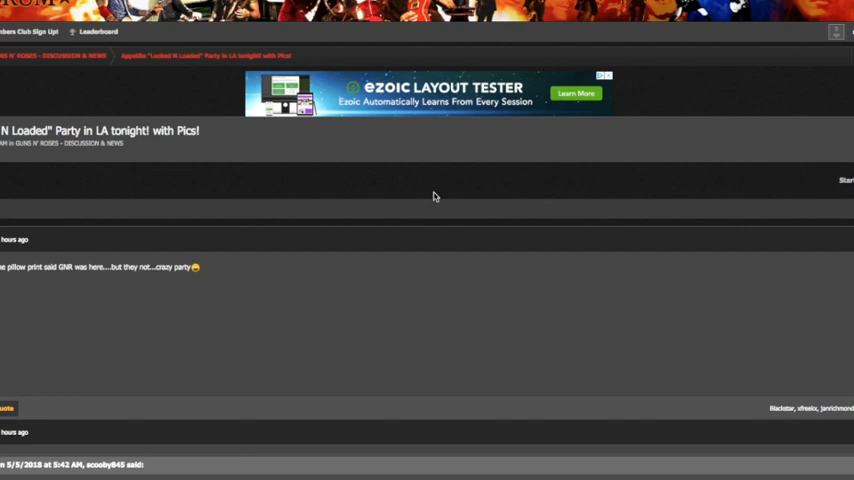 mbers Club Sign Up! Leaderboard
NS N' ROSES - DISCUSSION & NEWS Appetite "Locked N Loaded" Party in LA tonight! with Pics!
ezoic LAYOUT TESTER
Ezoic Automatically Learns From Every Session
Learn More
N Loaded" Party in LA tonight! with Pics!
AM in GUNS N' ROSES - DISCUSSION & NEWS
Star
hours ago
he pillow print said GNR was here....but they not...crazy party😀
uote
Blackstar, xfreekx, janrichmond
hours ago
n 5/5/2018 at 5:42 AM, scooby845 said: